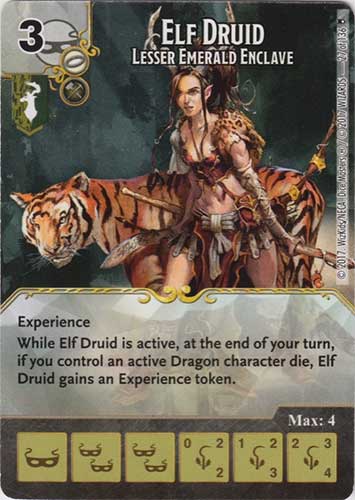 3
ELF DRUID
LESSER EMERALD ENCLAVE
Experience
While Elf Druid is active, at the end of your turn,
if you control an active Dragon character die, Elf
Druid gains an Experience token.
Max: 4
0 2 2
1 2 3
2 3 4